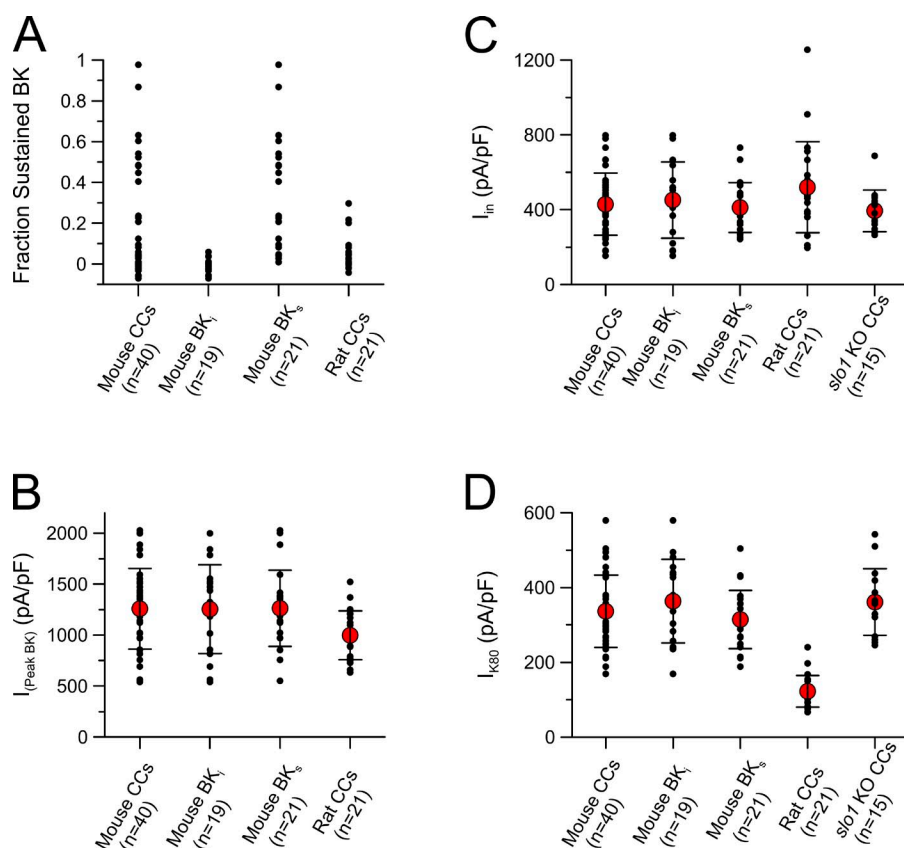 A
Fraction Sustained BK
1
0.8
0.6
0.4
0.2
0
Mouse CCs
(n=40)
Mouse BKi
(n=19)
Mouse BKs
(n=21)
Rat CCs
(n=21)
C
Iin (pA/pF)
1200
800
400
0
Mouse CCs
(n=40)
Mouse BKi
(n=19)
Mouse BKs
(n=21)
Rat CCs
(n=21)
slo1 KO CCs
(n=15)
B
I(Peak BK) (pA/pF)
2000
1500
1000
500
0
Mouse CCs
(n=40)
Mouse BKi
(n=19)
Mouse BKs
(n=21)
Rat CCs
(n=21)
D
IK80 (pA/pF)
600
400
200
0
Mouse CCs
(n=40)
Mouse BKi
(n=19)
Mouse BKs
(n=21)
Rat CCs
(n=21)
slo1 KO CCs
(n=15)